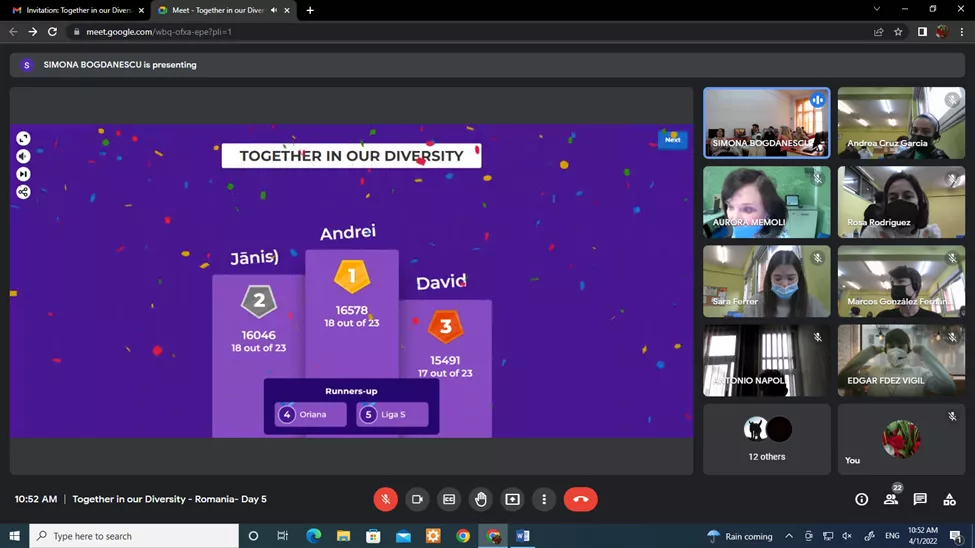 Invitation: Together in our Divers
Meet - Together in our Diver
meet.google.com/wbq-ofxa-epe?pli=1
S
SIMONA BOGDANESCU is presenting
Next
TOGETHER IN OUR DIVERSITY
Andrei
Jānis)
David
1
2
3
16578
18 out of 23
16046
18 out of 23
15491
17 out of 23
Runners-up
4 Oriana
5 Liga S
SIMONA BOGDANESCU
Andrea Cruz Garcia
AURORA MEMOLI
Rosa Rodríguez
Sara Ferrer
Marcos González Fernán
ANTONIO NAPOLI
EDGAR FDEZ VIGIL
12 others
You
10:52 AM | Together in our Diversity - Romania- Day 5
22
Type here to search
Rain coming
ENG
10:52 AM
4/1/2022
1